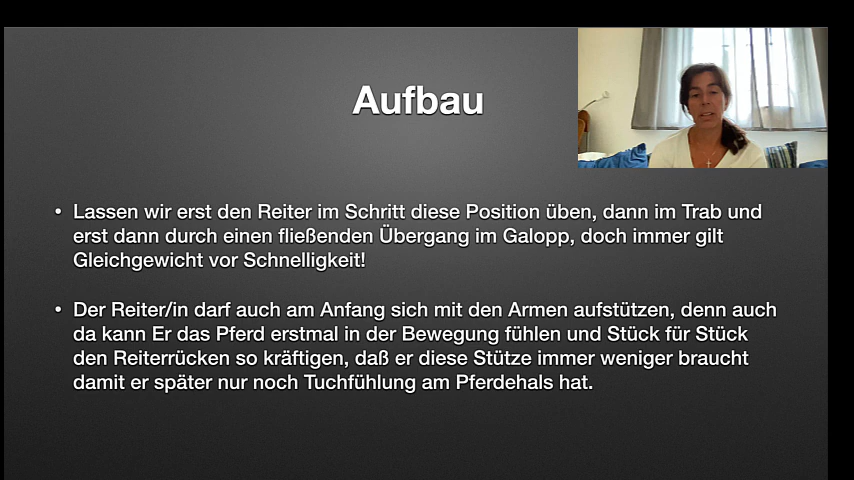 Aufbau
• Lassen wir erst den Reiter im Schritt diese Position üben, dann im Trab und
erst dann durch einen fließenden Übergang im Galopp, doch immer gilt
Gleichgewicht vor Schnelligkeit!
• Der Reiter/in darf auch am Anfang sich mit den Armen aufstützen, denn auch
da kann Er das Pferd erstmal in der Bewegung fühlen und Stück für Stück
den Reiterrücken so kräftigen, daß er diese Stütze immer weniger braucht
damit er später nur noch Tuchfühlung am Pferdehals hat.